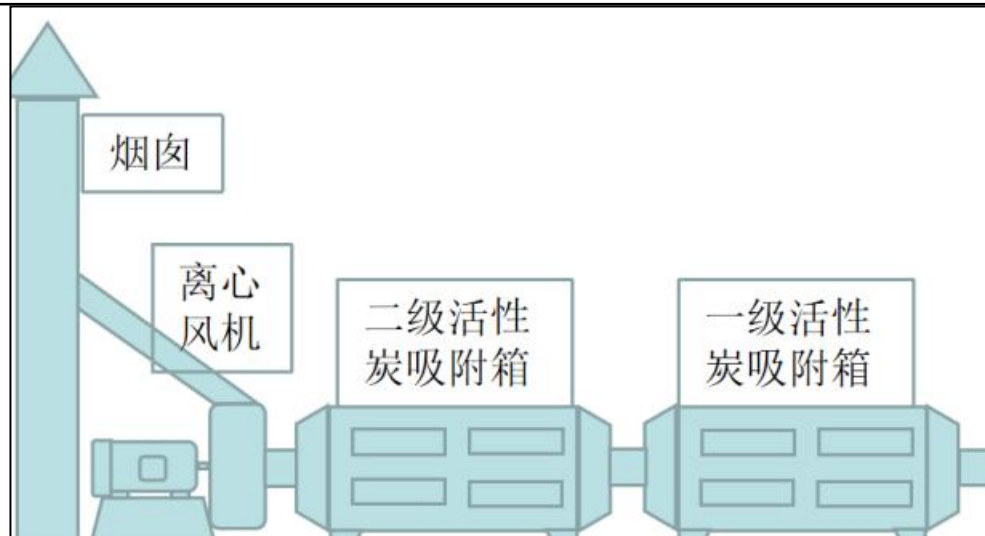 烟囱
离心
风机
二级活性
炭吸附箱
一级活性
炭吸附箱